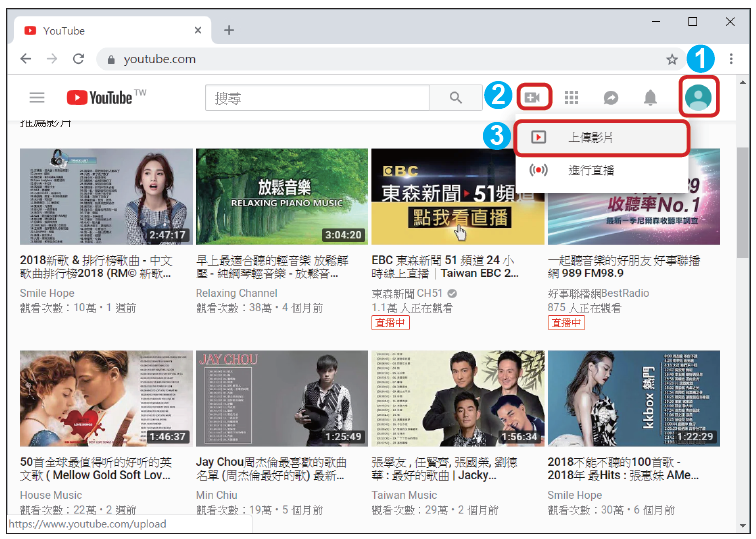 YouTube
youtube.com
1
YouTube TW
搜尋
2
3
上傳影片
進行直播
推薦影片
2:47:17
放鬆音樂
RELAXING PIANO MUSIC
3:04:20
EBC
東森新聞 51頻道
點我看直播
收聽率No.1
最新一季尼爾森收聽率調查
2018新歌 & 排行榜歌曲 - 中文
歌曲排行榜2018 (RM© 新歌...
Smile Hope
觀看次數：10萬 • 1 週前
早上最適合聽的輕音樂 放鬆解
壓 - 純鋼琴輕音樂 - 放鬆音...
Relaxing Channel
觀看次數：38萬 • 4 個月前
EBC 東森新聞 51 頻道 24 小
時線上直播｜Taiwan EBC 2...
東森新聞 CH51
1.1萬 人正在觀看
直播中
一起聽音樂的好朋友 好事聯播
網 989 FM98.9
好事聯播網BestRadio
875 人正在觀看
直播中
1:46:37
JAY CHOU
1:25:49
1:56:34
kkbox 熱門
1:22:29
50首全球最值得听的好听的英
文歌 ( Mellow Gold Soft Lov...
House Music
觀看次數：22萬 • 2 週前
Jay Chou周杰倫最喜歡的歌曲
名單 (周杰倫最好的歌) 最新...
Min Chiu
觀看次數：19萬 • 5 個月前
張學友 , 任賢齊, 張國榮, 劉德
華 : 最好的歌曲 | Jacky...
Taiwan Music
觀看次數：29萬 • 2 個月前
2018不能不聽的100首歌 -
2018年 最Hits : 張惠妹 AMe...
Smile Hope
觀看次數：30萬 • 6 個月前
https://www.youtube.com/upload